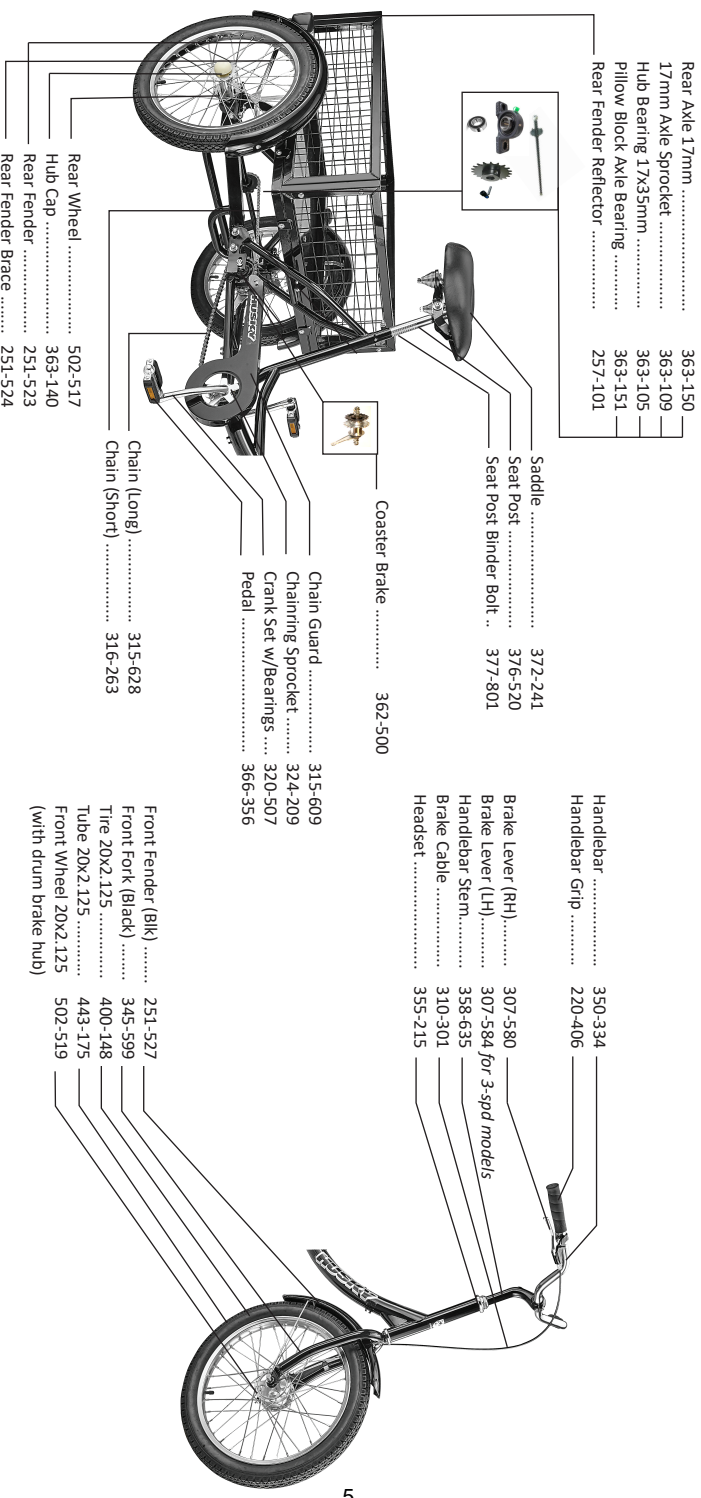 Rear Axle 17mm ........................ 363-150
17mm Axle Sprocket ................ 363-109
Hub Bearing 17x35mm ............ 363-105
Pillow Block Axle Bearing ......... 363-151
Rear Fender Reflector .............. 257-101
Saddle ............................ 372-241
Seat Post ....................... 376-520
Seat Post Binder Bolt .. 377-801
Coaster Brake ............. 362-500
Chain Guard .................. 315-609
Chainring Sprocket ........ 324-209
Crank Set w/Bearings .... 320-507
Pedal .............................. 366-356
Chain (Long) ................. 315-628
Chain (Short) ................ 316-263
Rear Wheel .................. 502-517
Hub Cap ....................... 363-140
Rear Fender ................. 251-523
Rear Fender Brace ........ 251-524
HUSKY
Handlebar ..................... 350-334
Handlebar Grip .............. 220-406
Brake Lever (RH).......... 307-580
Brake Lever (LH)........... 307-584 for 3-spd models
Handlebar Stem........... 358-635
Brake Cable .................. 310-301
Headset ........................ 355-215
Front Fender (Blk) ........ 251-527
Front Fork (Black) ......... 345-599
Tire 20x2.125 ............... 400-148
Tube 20x2.125 .............. 443-175
Front Wheel 20x2.125 502-519
(with drum brake hub)
HUSKY
5